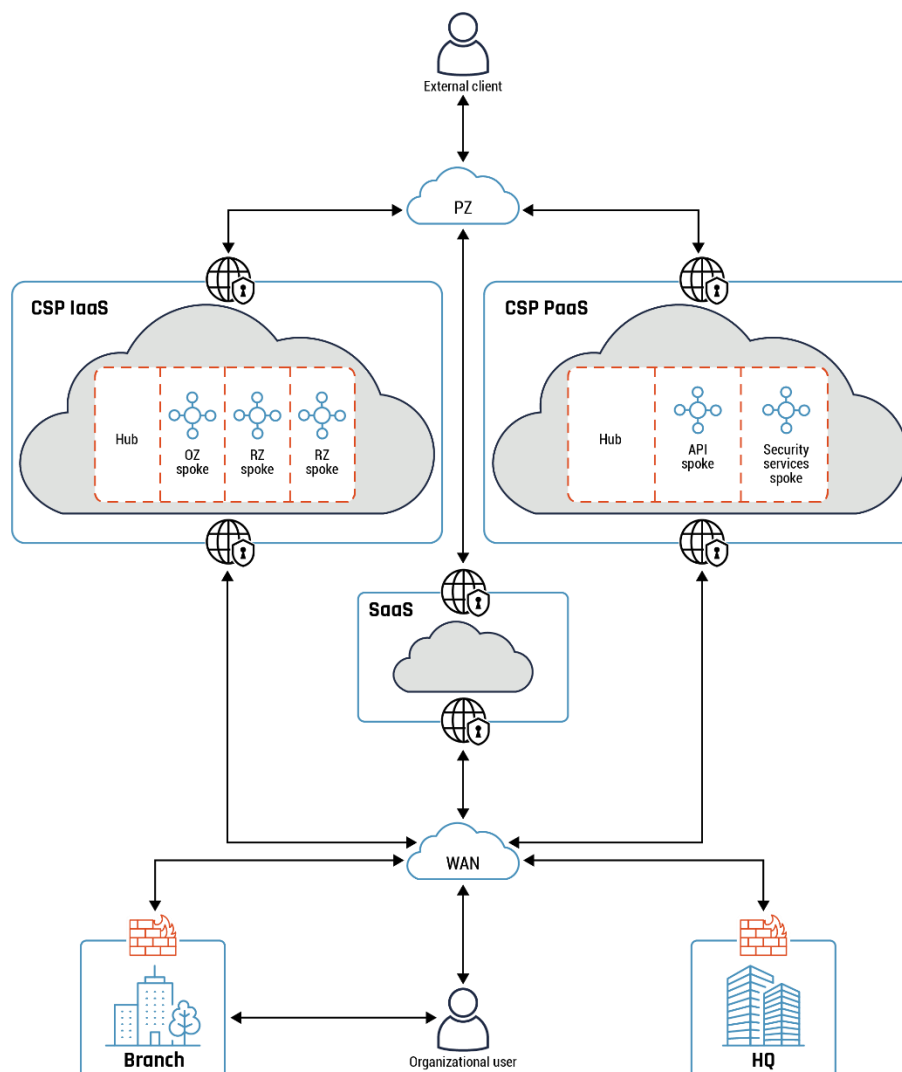 External client
PZ
CSP IaaS
CSP PaaS
Hub
OZ
spoke
RZ
spoke
RZ
spoke
Hub
API
spoke
Security
services
spoke
SaaS
WAN
Branch
Organizational user
HQ